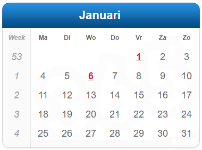 Januari
Week Ma Di Wo Do Vr Za Zo
53 1 2 3
1 4 5 6 7 8 9 10
2 11 12 13 14 15 16 17
3 18 19 20 21 22 23 24
4 25 26 27 28 29 30 31